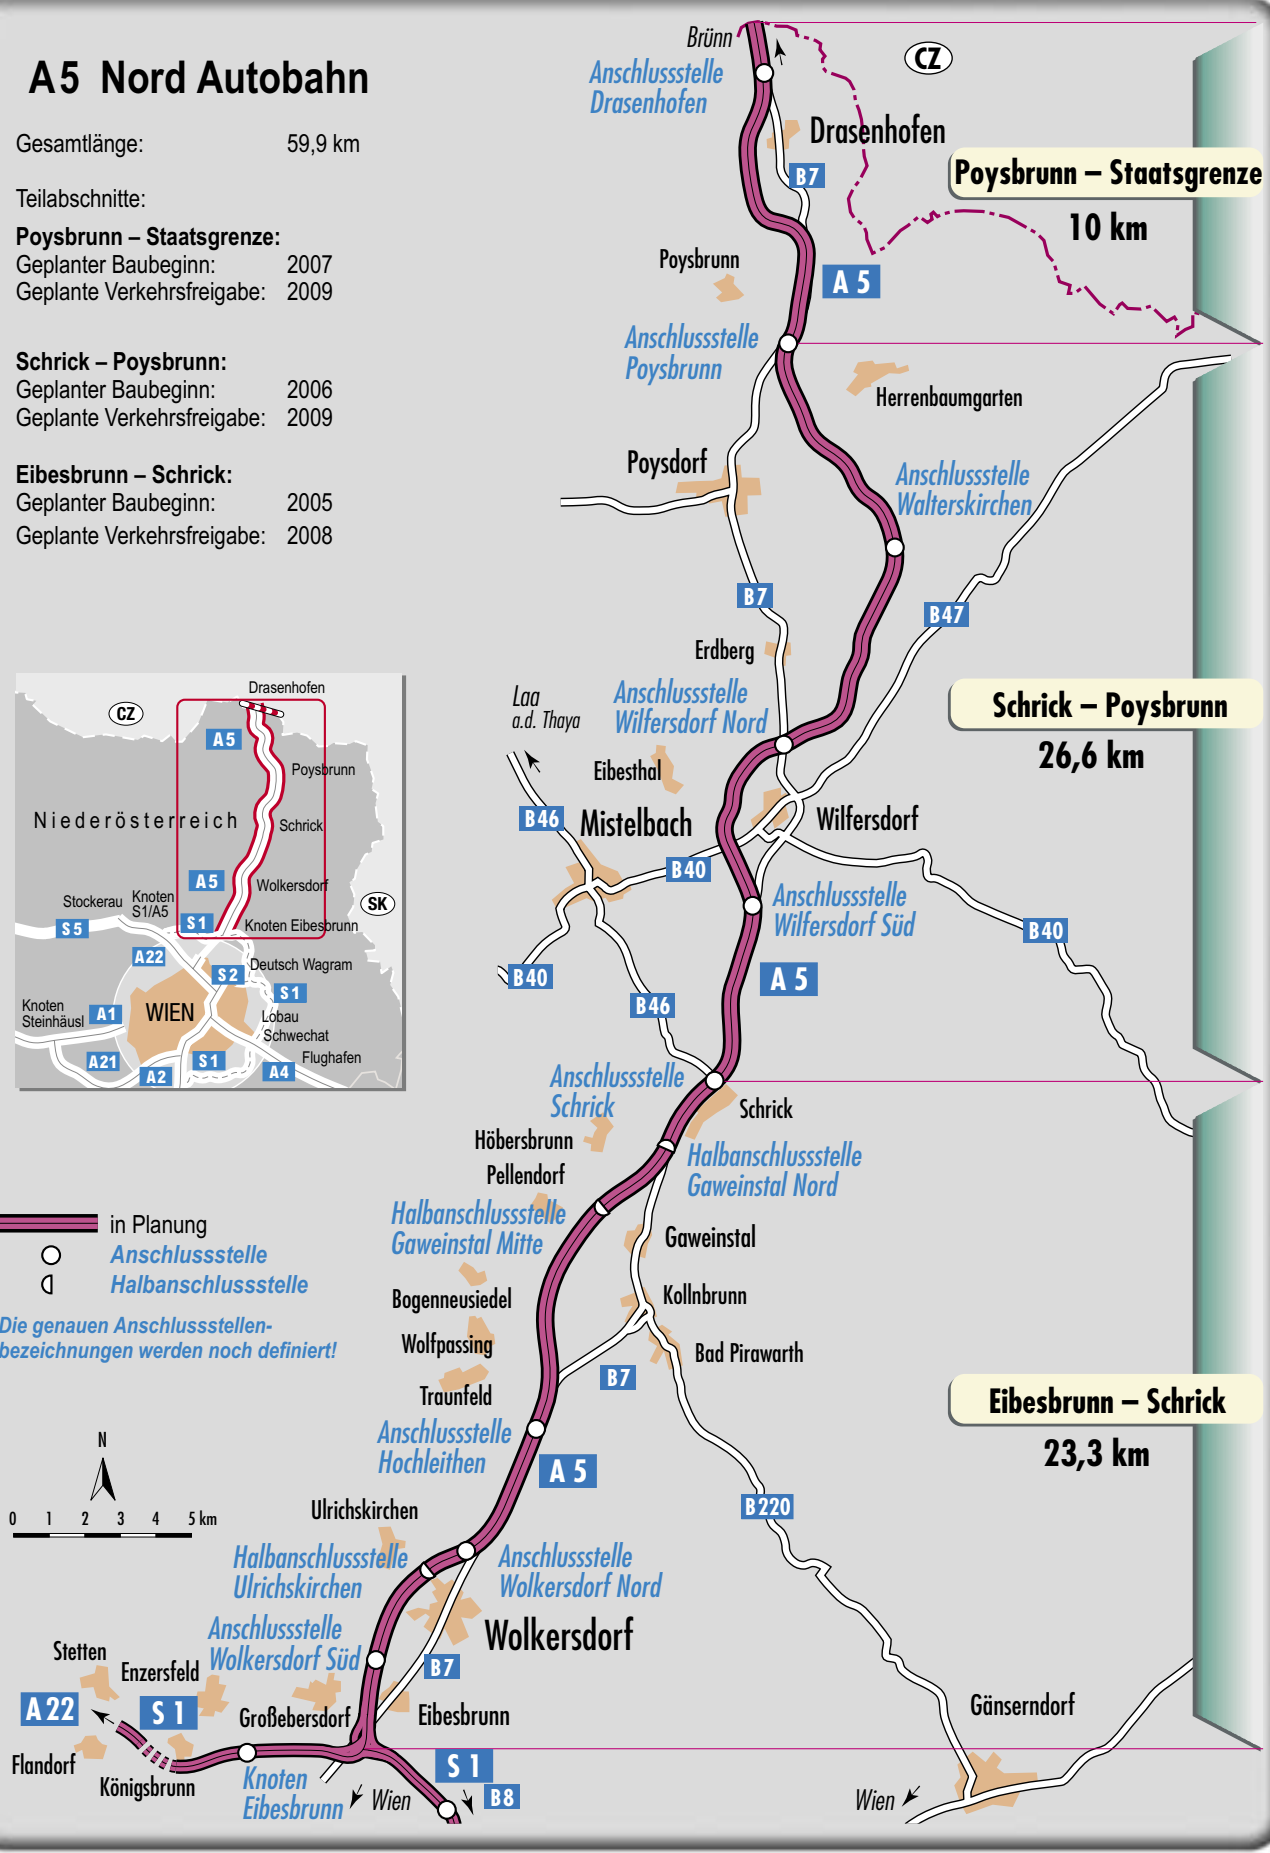 A5 Nord Autobahn
Gesamtlänge: 59,9 km
Teilabschnitte:
Poysbrunn – Staatsgrenze:
Geplanter Baubeginn: 2007
Geplante Verkehrsfreigabe: 2009
Schrick – Poysbrunn:
Geplanter Baubeginn: 2006
Geplante Verkehrsfreigabe: 2009
Eibesbrunn – Schrick:
Geplanter Baubeginn: 2005
Geplante Verkehrsfreigabe: 2008
Drasenhofen
CZ
A5
Poysbrunn
Niederösterreich
Schrick
A5
Wolkersdorf
Stockerau
Knoten
S1/A5
SK
S5
S1
Knoten Eibesbrunn
A22
S2
Deutsch Wagram
S1
Knoten
Steinhäusl
A1
WIEN
Lobau
Schwechat
A21
S1
Flughafen
A2
A4
in Planung
Anschlussstelle
Halbanschlussstelle
Die genauen Anschlussstellen-
bezeichnungen werden noch definiert!
N
0 1 2 3 4 5 km
Brünn
CZ
Anschlussstelle
Drasenhofen
Drasenhofen
B7
Poysbrunn – Staatsgrenze
10 km
Poysbrunn
A 5
Anschlussstelle
Poysbrunn
Herrenbaumgarten
Poysdorf
Anschlussstelle
Walterskirchen
B7
B47
Erdberg
Laa
a.d. Thaya
Anschlussstelle
Wilfersdorf Nord
Schrick – Poysbrunn
26,6 km
Eibesthal
B46
Mistelbach
Wilfersdorf
B40
Anschlussstelle
Wilfersdorf Süd
B40
B40
A 5
B46
Anschlussstelle
Schrick
Schrick
Höbersbrunn
Halbanschlussstelle
Gaweinstal Nord
Pellendorf
Halbanschlussstelle
Gaweinstal Mitte
Gaweinstal
Bogenneusiedel
Kollnbrunn
Wolfpassing
Bad Pirawarth
B7
Traunfeld
Eibesbrunn – Schrick
23,3 km
Anschlussstelle
Hochleithen
A 5
B220
Ulrichskirchen
Halbanschlussstelle
Ulrichskirchen
Anschlussstelle
Wolkersdorf Nord
Anschlussstelle
Wolkersdorf Süd
Wolkersdorf
Stetten
Enzersfeld
B7
A 22
S 1
Großebersdorf
Eibesbrunn
Gänserndorf
Flandorf
Königsbrunn
Knoten
Eibesbrunn
S 1
Wien
B8
Wien